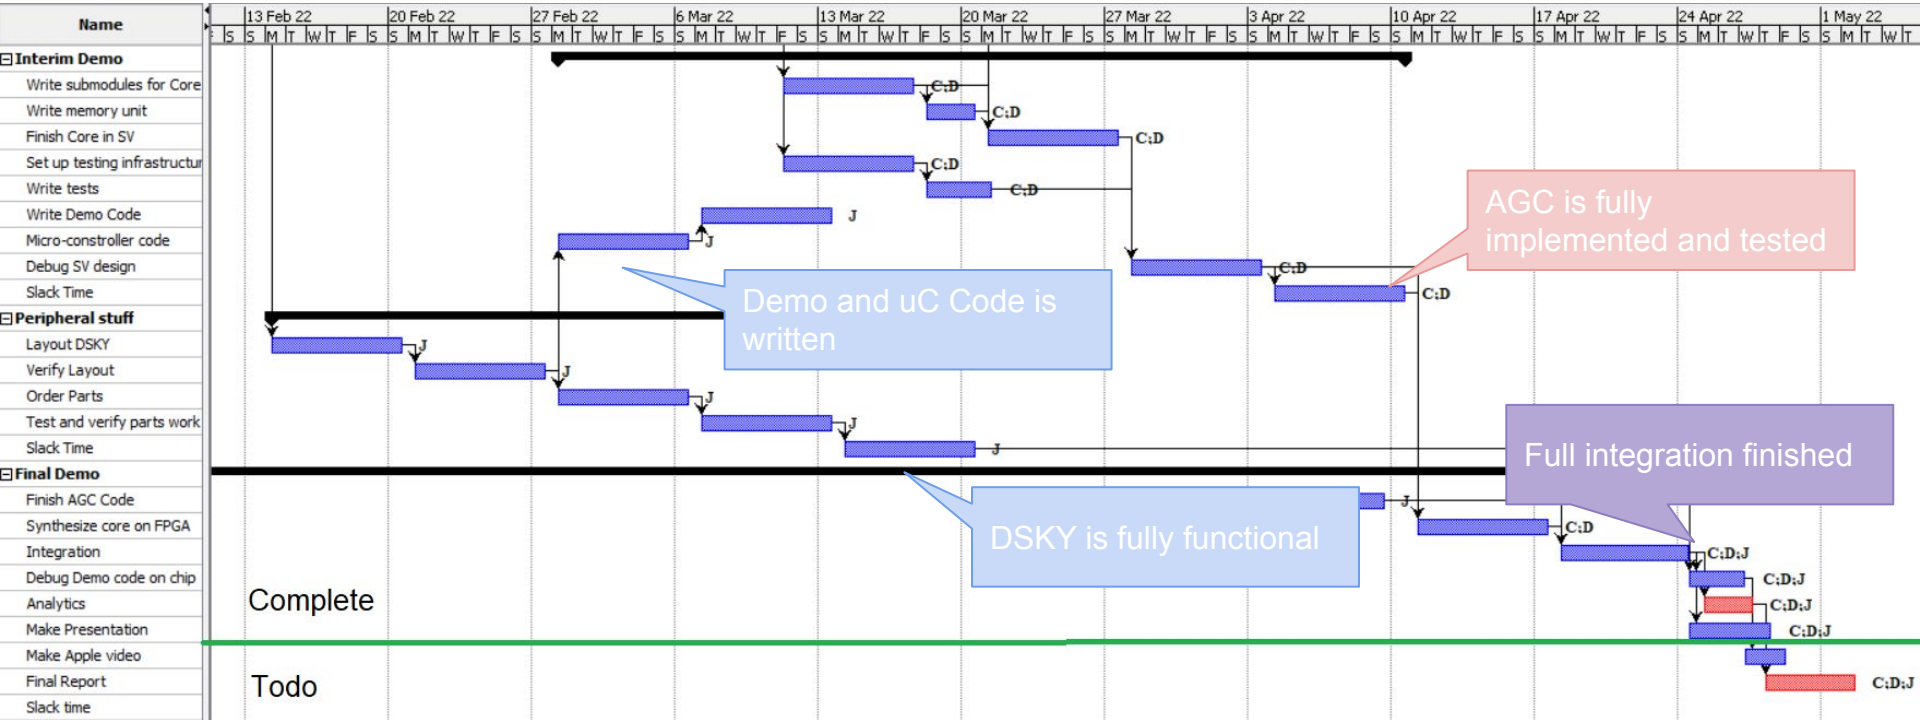 Name
13 Feb 22 20 Feb 22 27 Feb 22 6 Mar 22 13 Mar 22 20 Mar 22 27 Mar 22 3 Apr 22 10 Apr 22 17 Apr 22 24 Apr 22 1 May 22
F S S M T W T F S S M T W T F S S M T W T F S S M T W T F S S M T W T F S S M T W T F S S M T W T F S S M T W T F S S M T W T F S S M T W T F S S M T W T F S S M T W T
Interim Demo
Write submodules for Core C;D
Write memory unit C;D
Finish Core in SV C;D
Set up testing infrastructur C;D
Write tests C;D
Write Demo Code J
Micro-constroller code J
Debug SV design C;D
Slack Time C;D
AGC is fully
implemented and tested
Demo and uC Code is
written
Peripheral stuff
Layout DSKY J
Verify Layout J
Order Parts J
Test and verify parts work J
Slack Time J
Full integration finished
Final Demo
Finish AGC Code J
Synthesize core on FPGA C;D
DSKY is fully functional
Integration C;D;J
Debug Demo code on chip C;D;J
Analytics C;D;J
Complete
Make Presentation C;D;J
Make Apple video
Final Report C;D;J
Todo
Slack time